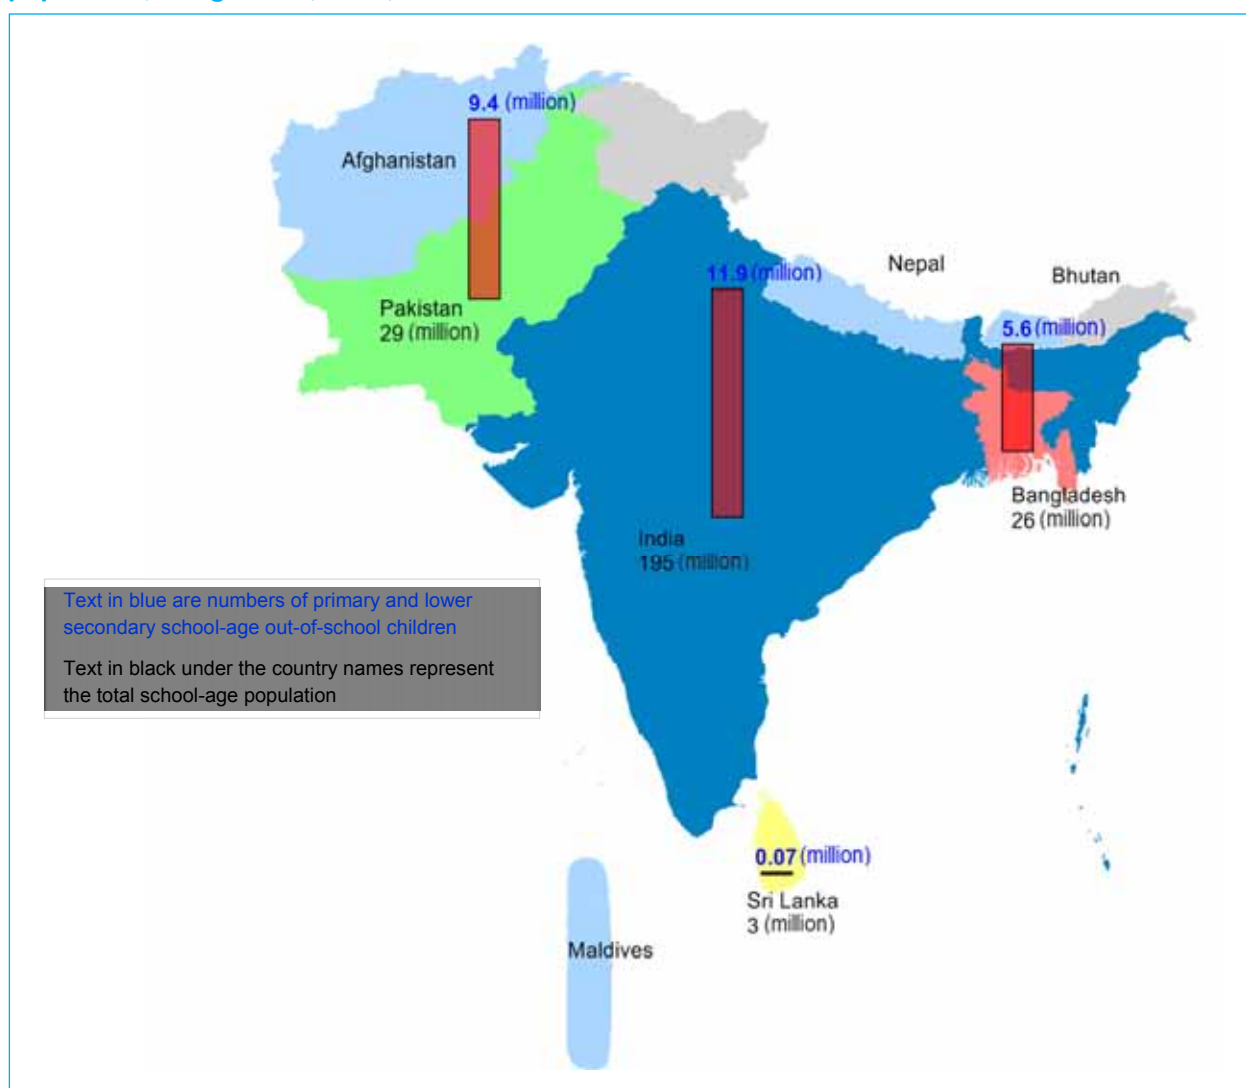 9.4 (million)
Afghanistan
Pakistan
29 (million)
11.9 (million)
Nepal
Bhutan
5.6 (million)
Bangladesh
26 (million)
India
195 (million)
Text in blue are numbers of primary and lower
secondary school-age out-of-school children
Text in black under the country names represent
the total school-age population
0.07 (million)
Sri Lanka
3 (million)
Maldives